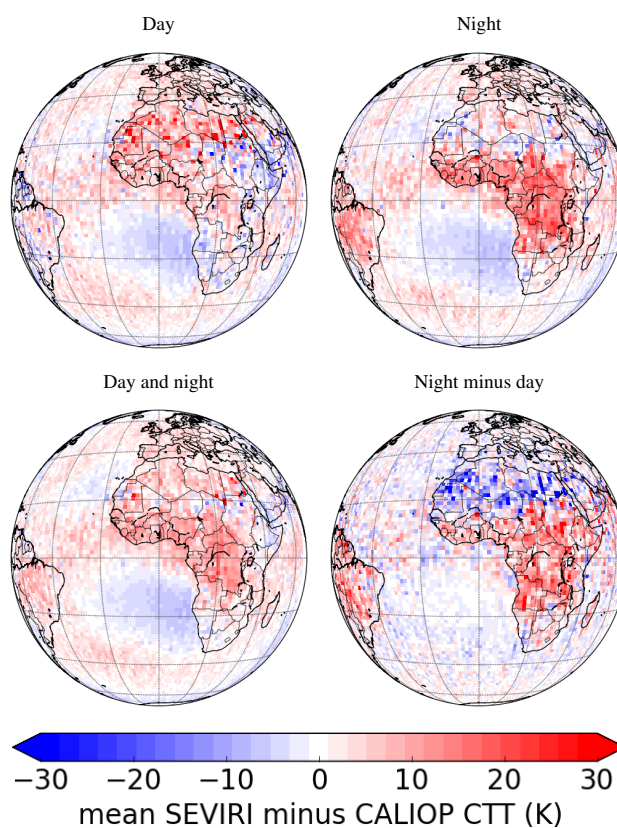 Day
Night
Day and night
Night minus day
−30 −20 −10 0 10 20 30
mean SEVIRI minus CALIOP CTT (K)